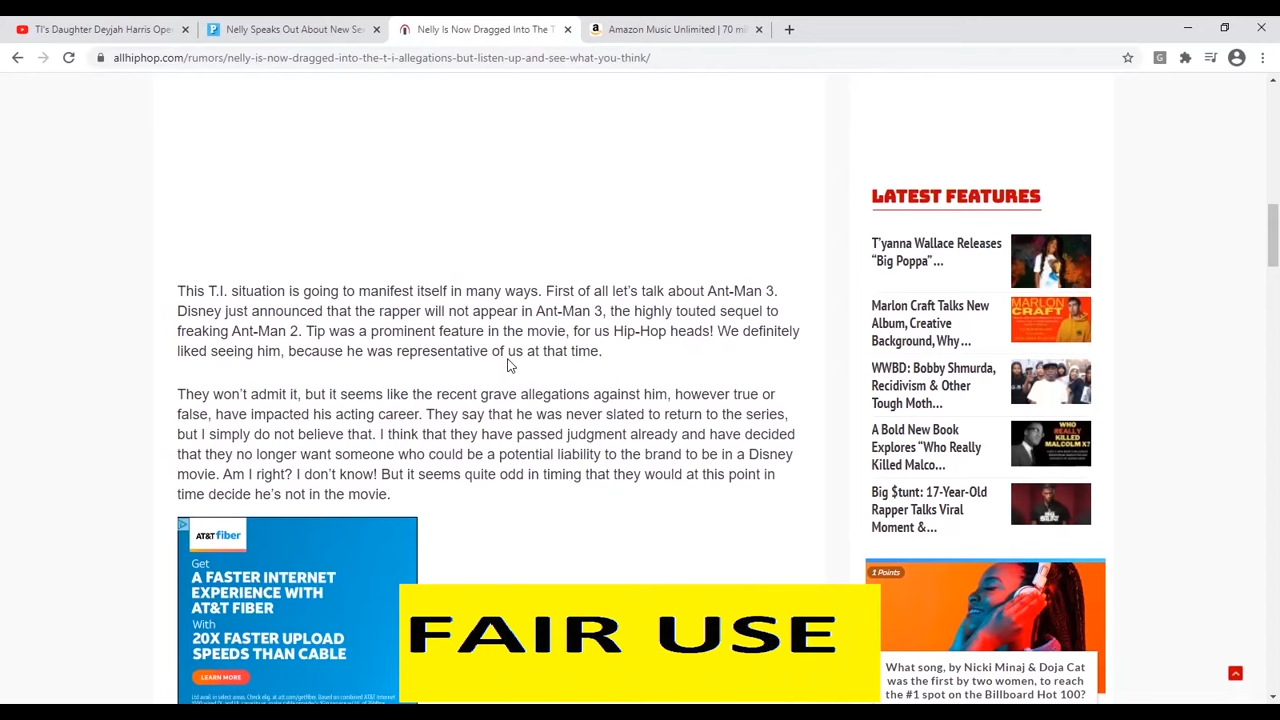 TI's Daughter Deyjah Harris Ope
Nelly Speaks Out About New Se
Nelly Is Now Dragged Into The T
Amazon Music Unlimited | 70 mi
allhiphop.com/rumors/nelly-is-now-dragged-into-the-t-i-allegations-but-listen-up-and-see-what-you-think/
This T.I. situation is going to manifest itself in many ways. First of all let's talk about Ant-Man 3.
Disney just announced that the rapper will not appear in Ant-Man 3, the highly touted sequel to
freaking Ant-Man 2. Tip was a prominent feature in the movie, for us Hip-Hop heads! We definitely
liked seeing him, because he was representative of us at that time.
They won't admit it, but it seems like the recent grave allegations against him, however true or
false, have impacted his acting career. They say that he was never slated to return to the series,
but I simply do not believe that. I think that they have passed judgment already and have decided
that they no longer want someone who could be a potential liability to the brand to be in a Disney
movie. Am I right? I don't know! But it seems quite odd in timing that they would at this point in
time decide he's not in the movie.
AT&T fiber
Get
A FASTER INTERNET
EXPERIENCE WITH
AT&T FIBER
With
20X FASTER UPLOAD
SPEEDS THAN CABLE
LEARN MORE
FAIR USE
LATEST FEATURES
T'yanna Wallace Releases
"Big Poppa"...
Marlon Craft Talks New
Album, Creative
Background, Why ...
MARLON
CRAFT
WWBD: Bobby Shmurda,
Recidivism & Other
Tough Moth...
A Bold New Book
Explores "Who Really
Killed Malco...
WHO
REALLY
KILLED
MALCOLM X?
Big $tunt: 17-Year-Old
Rapper Talks Viral
Moment &...
1 Points
What song, by Nicki Minaj & Doja Cat
was the first by two women, to reach
the #1 spot on the Billboard Hot 100?